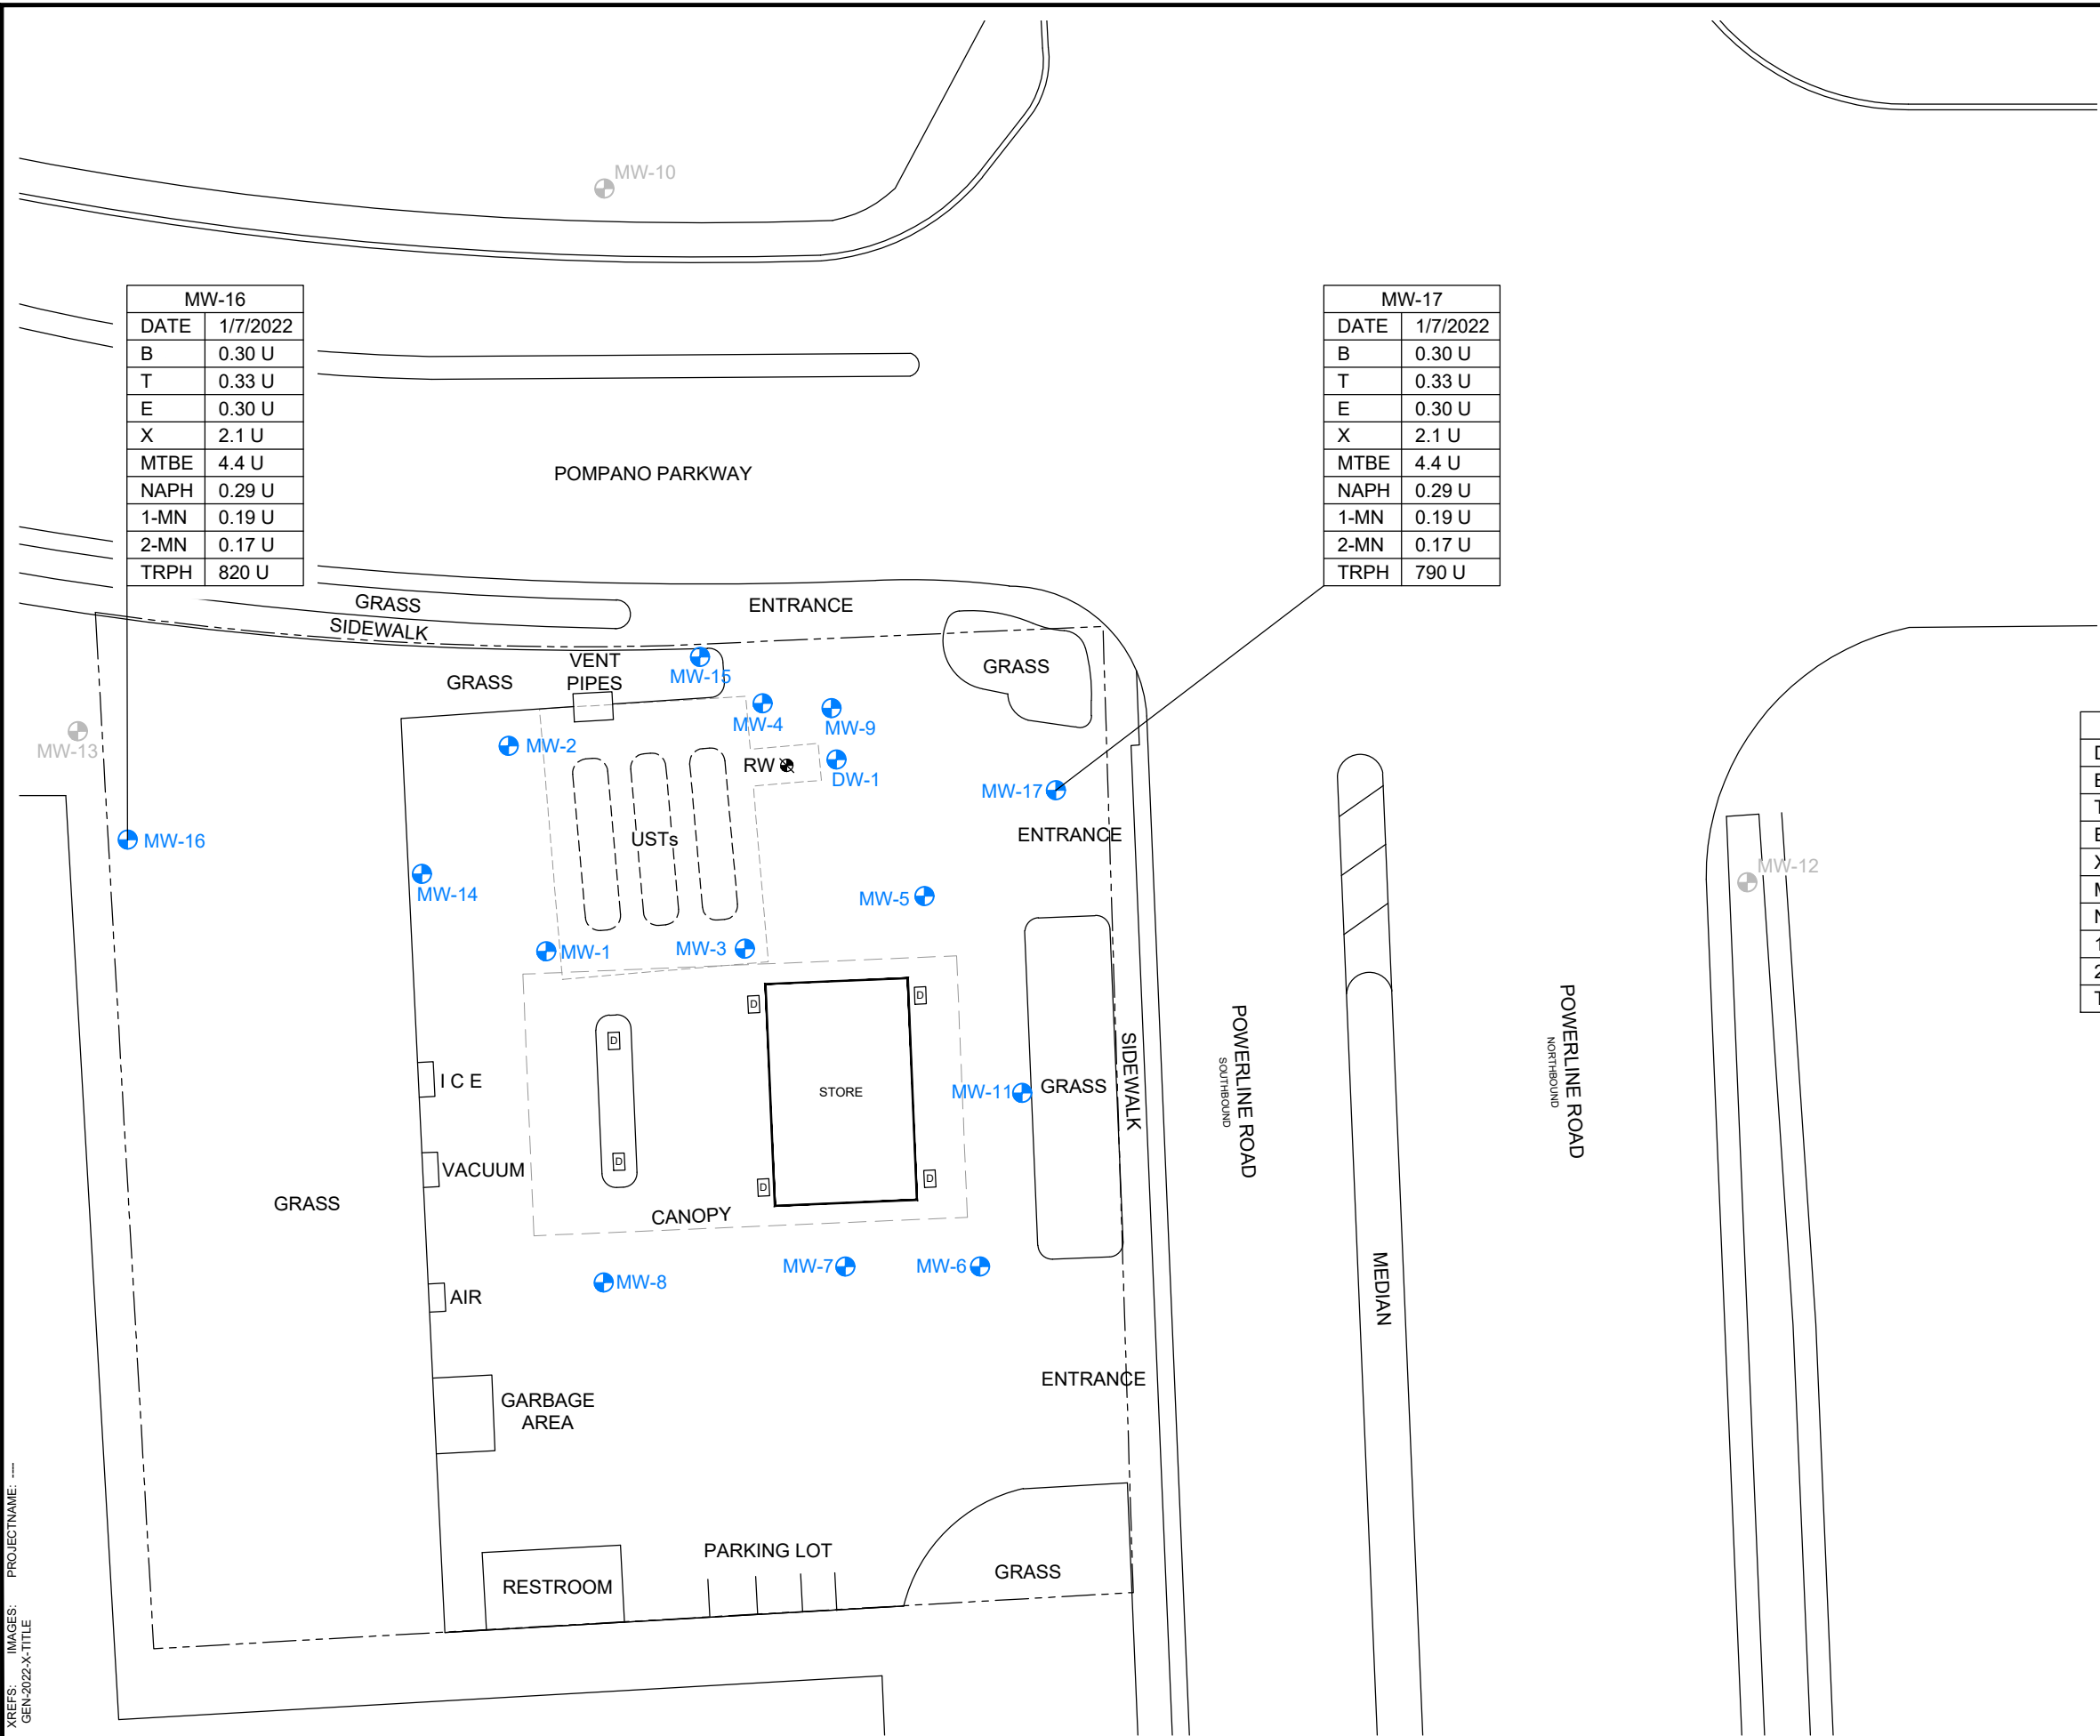 MW-10
MW-16
DATE 1/7/2022
B 0.30 U
T 0.33 U
E 0.30 U
X 2.1 U
MTBE 4.4 U
NAPH 0.29 U
1-MN 0.19 U
2-MN 0.17 U
TRPH 820 U
MW-17
DATE 1/7/2022
B 0.30 U
T 0.33 U
E 0.30 U
X 2.1 U
MTBE 4.4 U
NAPH 0.29 U
1-MN 0.19 U
2-MN 0.17 U
TRPH 790 U
POMPANO PARKWAY
GRASS
SIDEWALK
ENTRANCE
GRASS
VENT
PIPES
MW-15
GRASS
MW-4
MW-9
MW-13
MW-2
RW
DW-1
MW-17
ENTRANCE
USTs
MW-16
MW-14
MW-5
MW-12
MW-1
MW-3
D
D
D
D
D
D
STORE
I C E
MW-11
GRASS
SIDEWALK
POWERLINE ROAD
SOUTHBOUND
POWERLINE ROAD
NORTHBOUND
VACUUM
GRASS
CANOPY
MW-7
MW-6
MW-8
AIR
MEDIAN
ENTRANCE
GARBAGE
AREA
PARKING LOT
RESTROOM
GRASS
XREFS: IMAGES: PROJECTNAME: ----
GEN-2022-X-TITLE